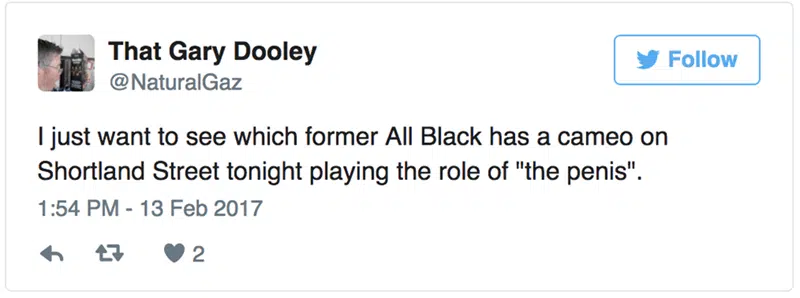 That Gary Dooley
@NaturalGaz
Follow
I just want to see which former All Black has a cameo on
Shortland Street tonight playing the role of "the penis".
1:54 PM - 13 Feb 2017
2